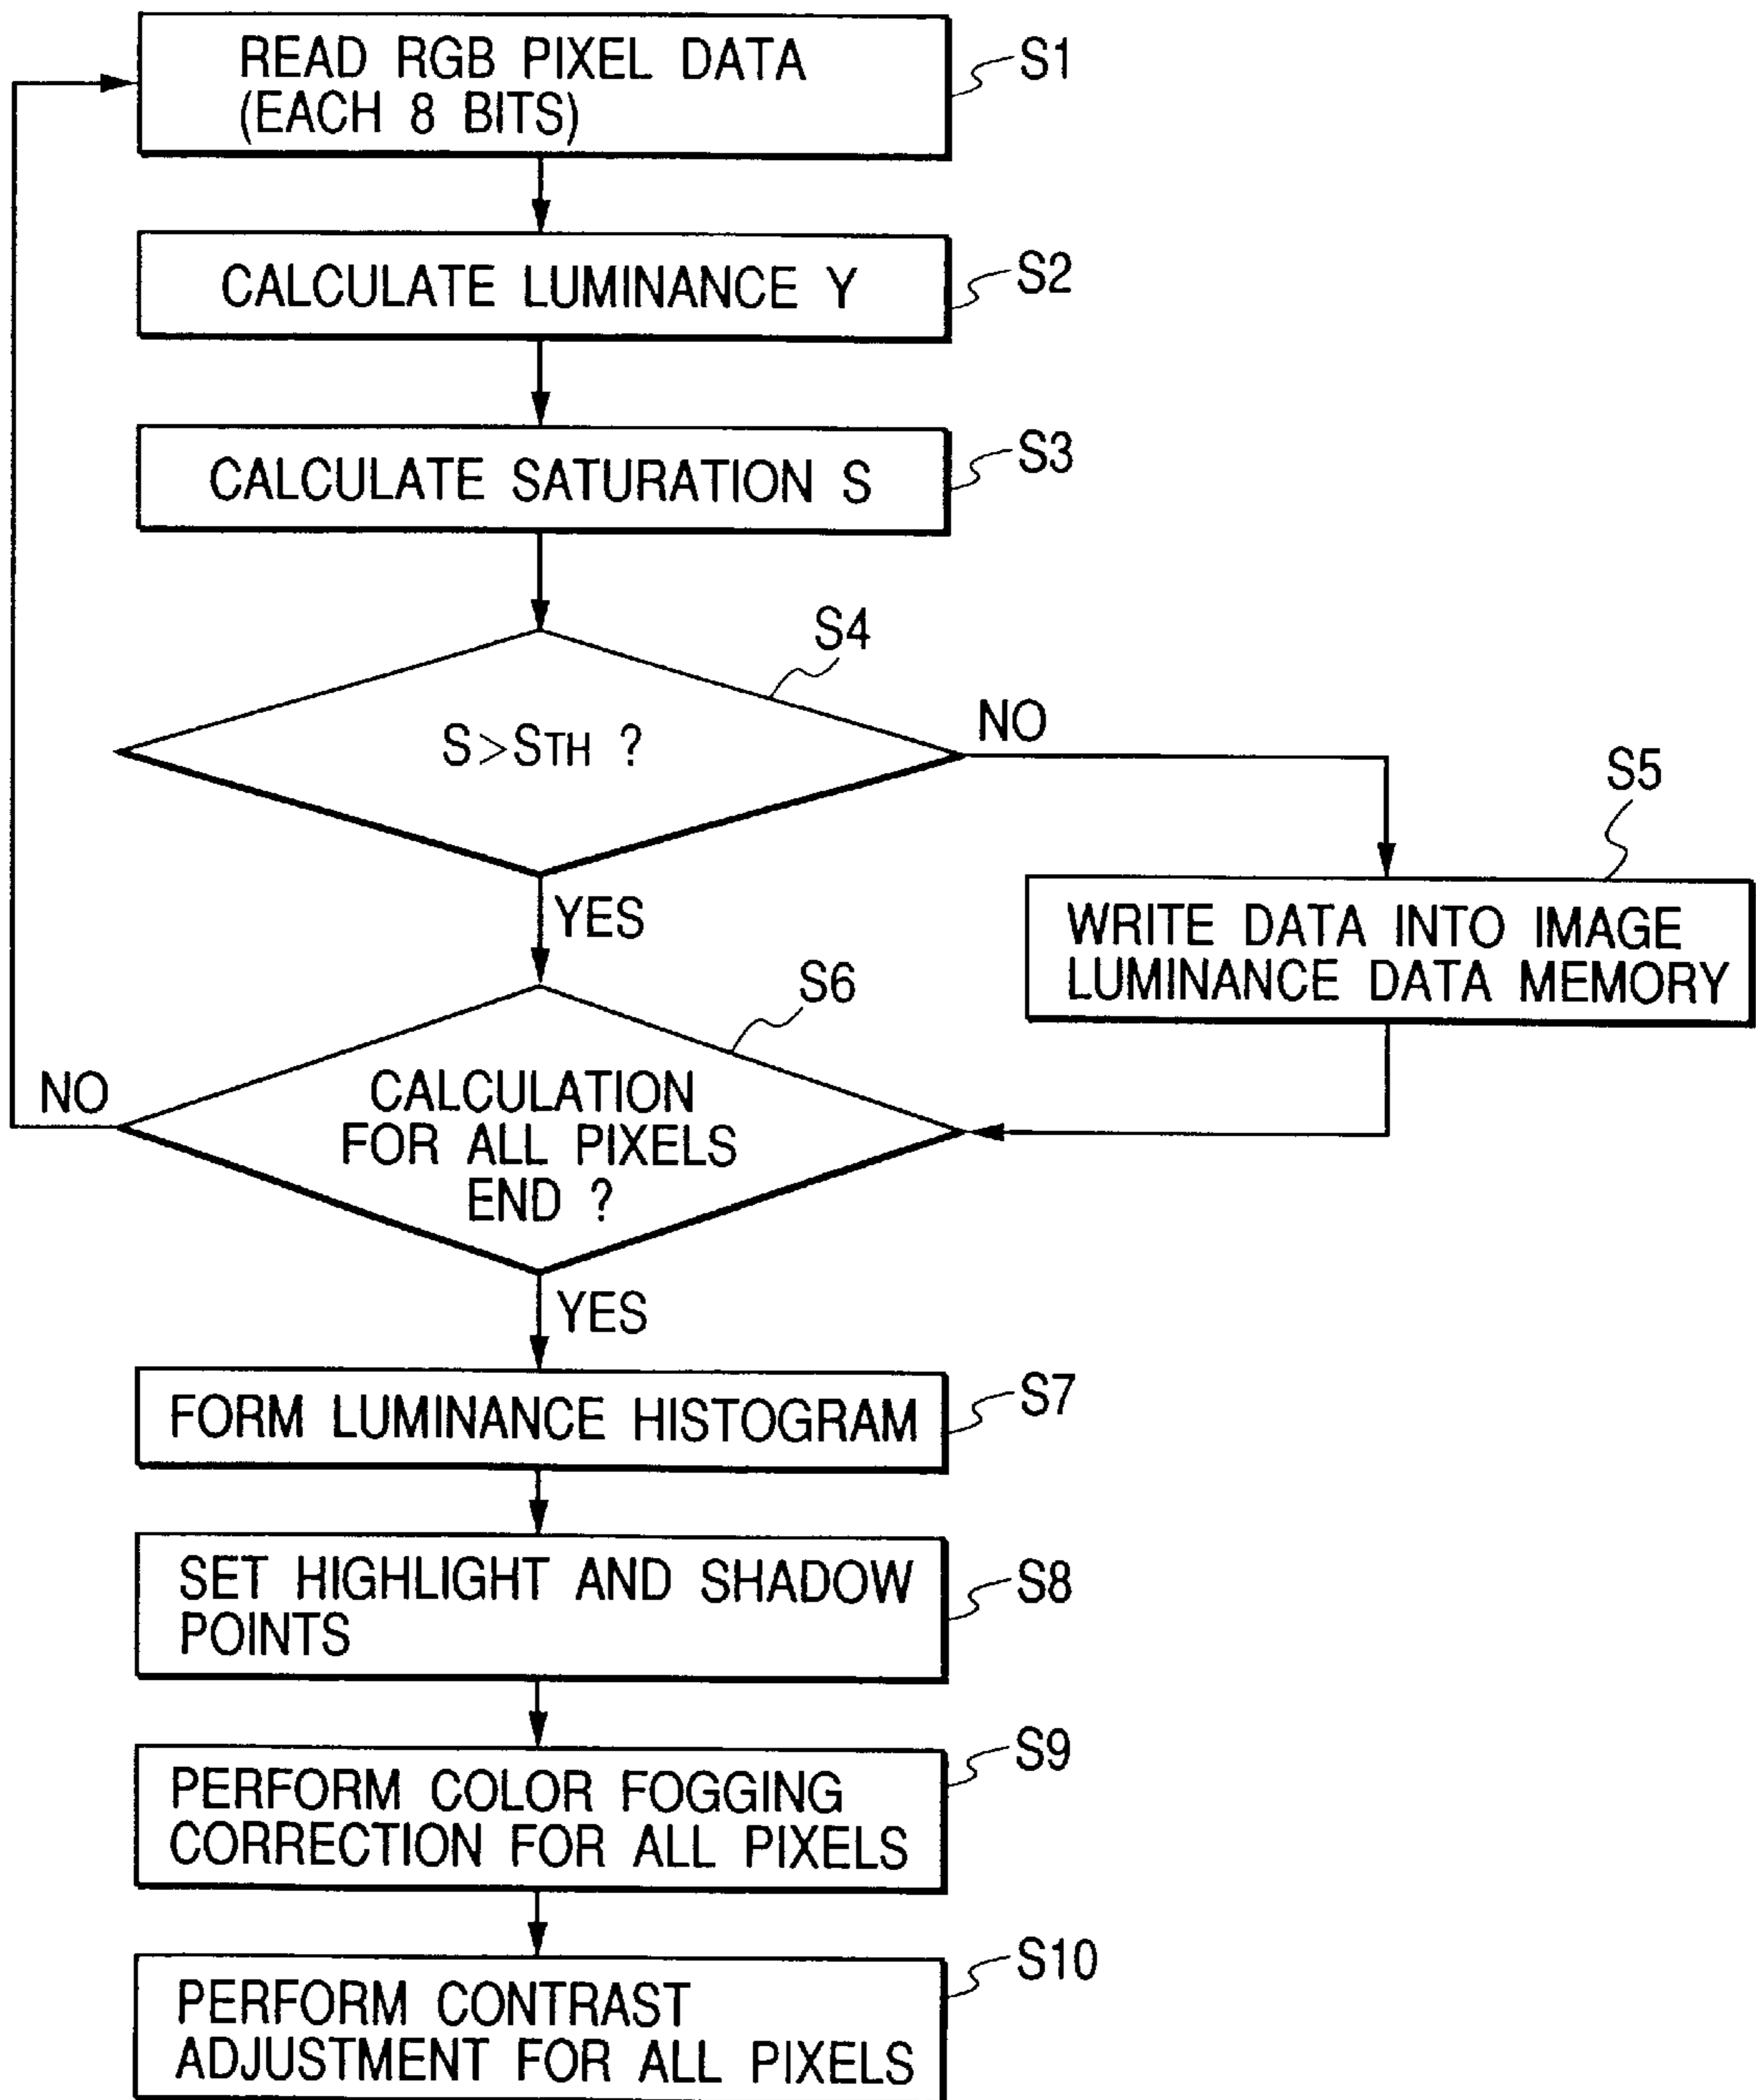 READ RGB PIXEL DATA
(EACH 8 BITS)
S1
CALCULATE LUMINANCE Y
S2
CALCULATE SATURATION S
S3
S4
S>STH ?
NO
S5
YES
WRITE DATA INTO IMAGE
LUMINANCE DATA MEMORY
S6
NO
CALCULATION
FOR ALL PIXELS
END ?
YES
FORM LUMINANCE HISTOGRAM
S7
SET HIGHLIGHT AND SHADOW
POINTS
S8
PERFORM COLOR FOGGING
CORRECTION FOR ALL PIXELS
S9
PERFORM CONTRAST
ADJUSTMENT FOR ALL PIXELS
S10